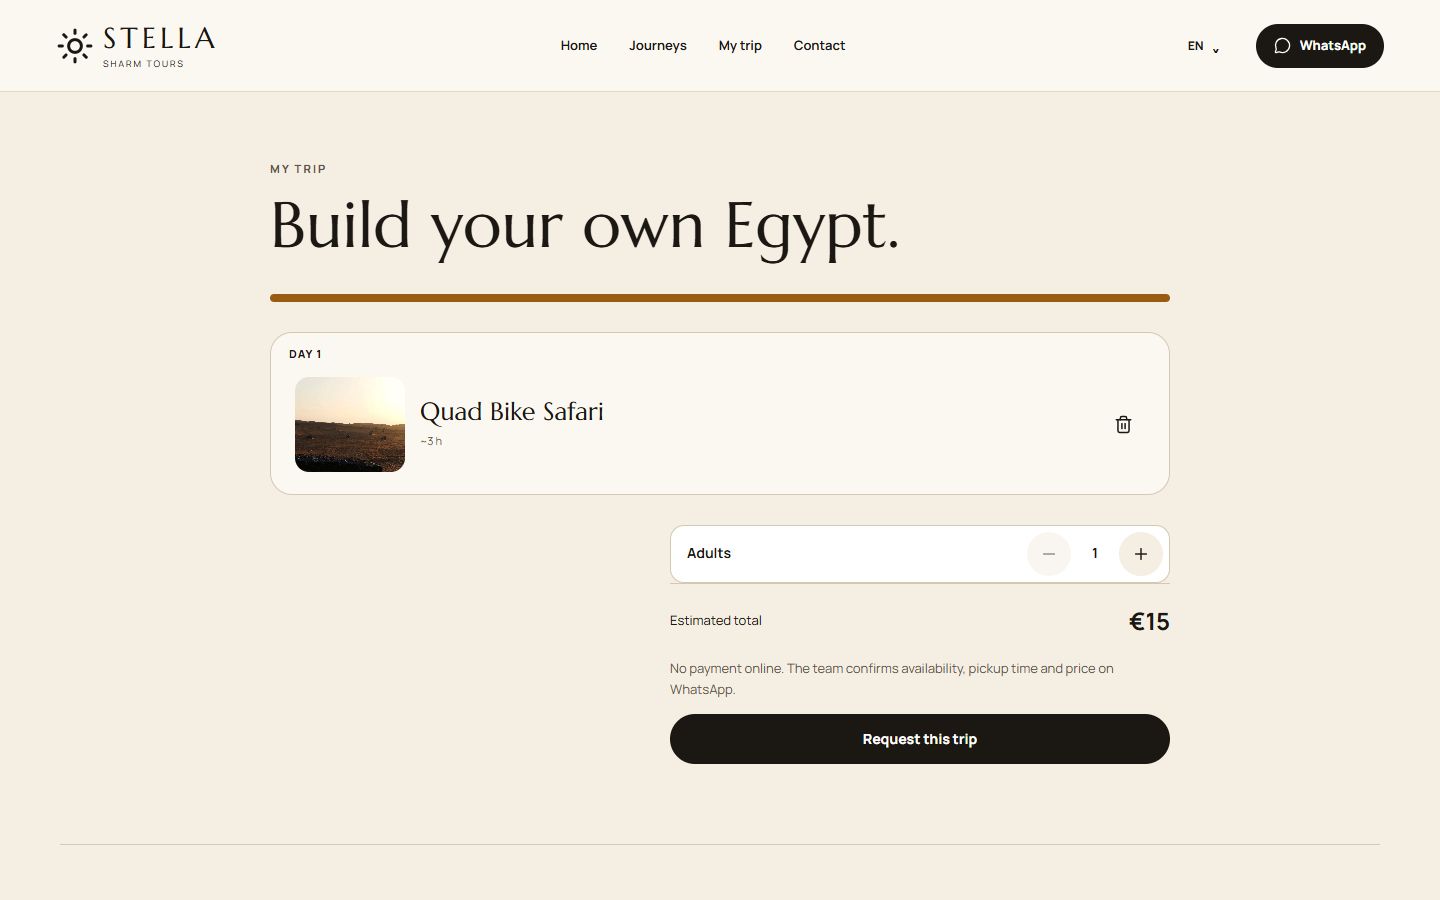 STELLA
SHARM TOURS
Home
Journeys
My trip
Contact
EN
WhatsApp
MY TRIP
Build your own Egypt.
DAY 1
Quad Bike Safari
~3 h
Adults
1
Estimated total
€15
No payment online. The team confirms availability, pickup time and price on
WhatsApp.
Request this trip